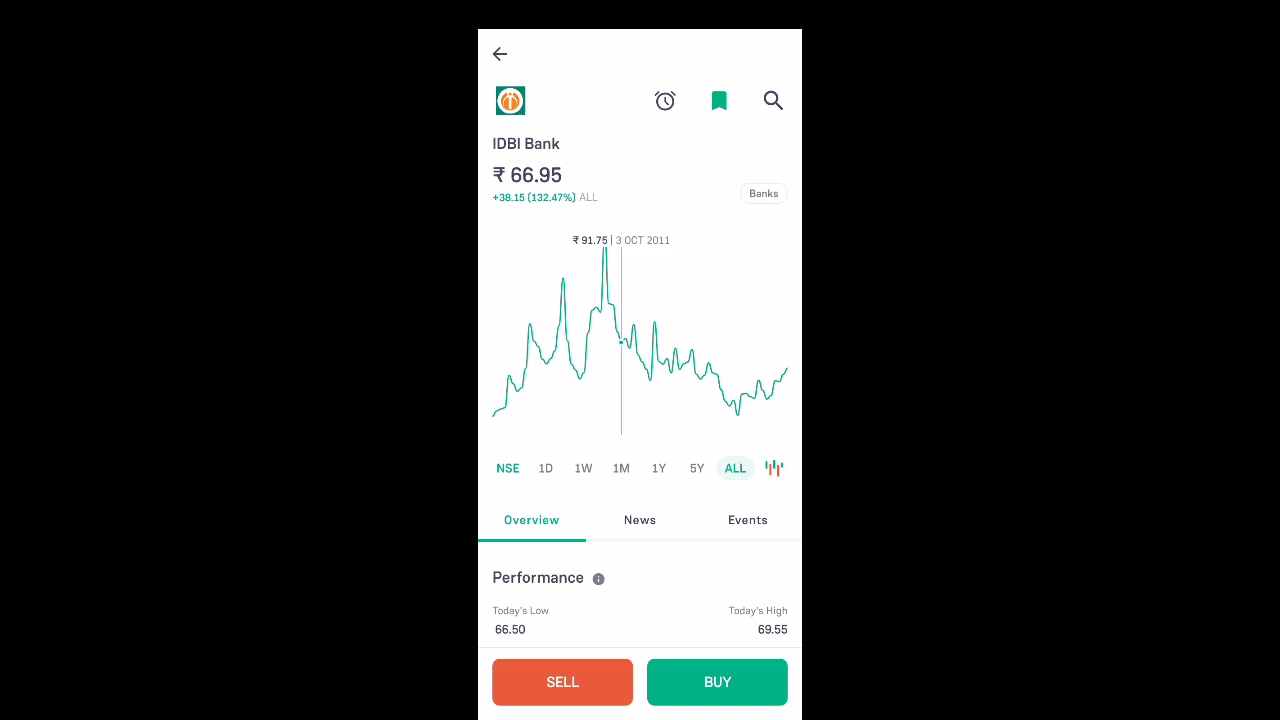 IDBI Bank
₹ 66.95
+38.15 (132.47%) ALL
Banks
₹ 91.75 | 3 OCT 2011
NSE 1D 1W 1M 1Y 5Y ALL
Overview News Events
Performance
Today's Low Today's High
66.50 69.55
SELL BUY